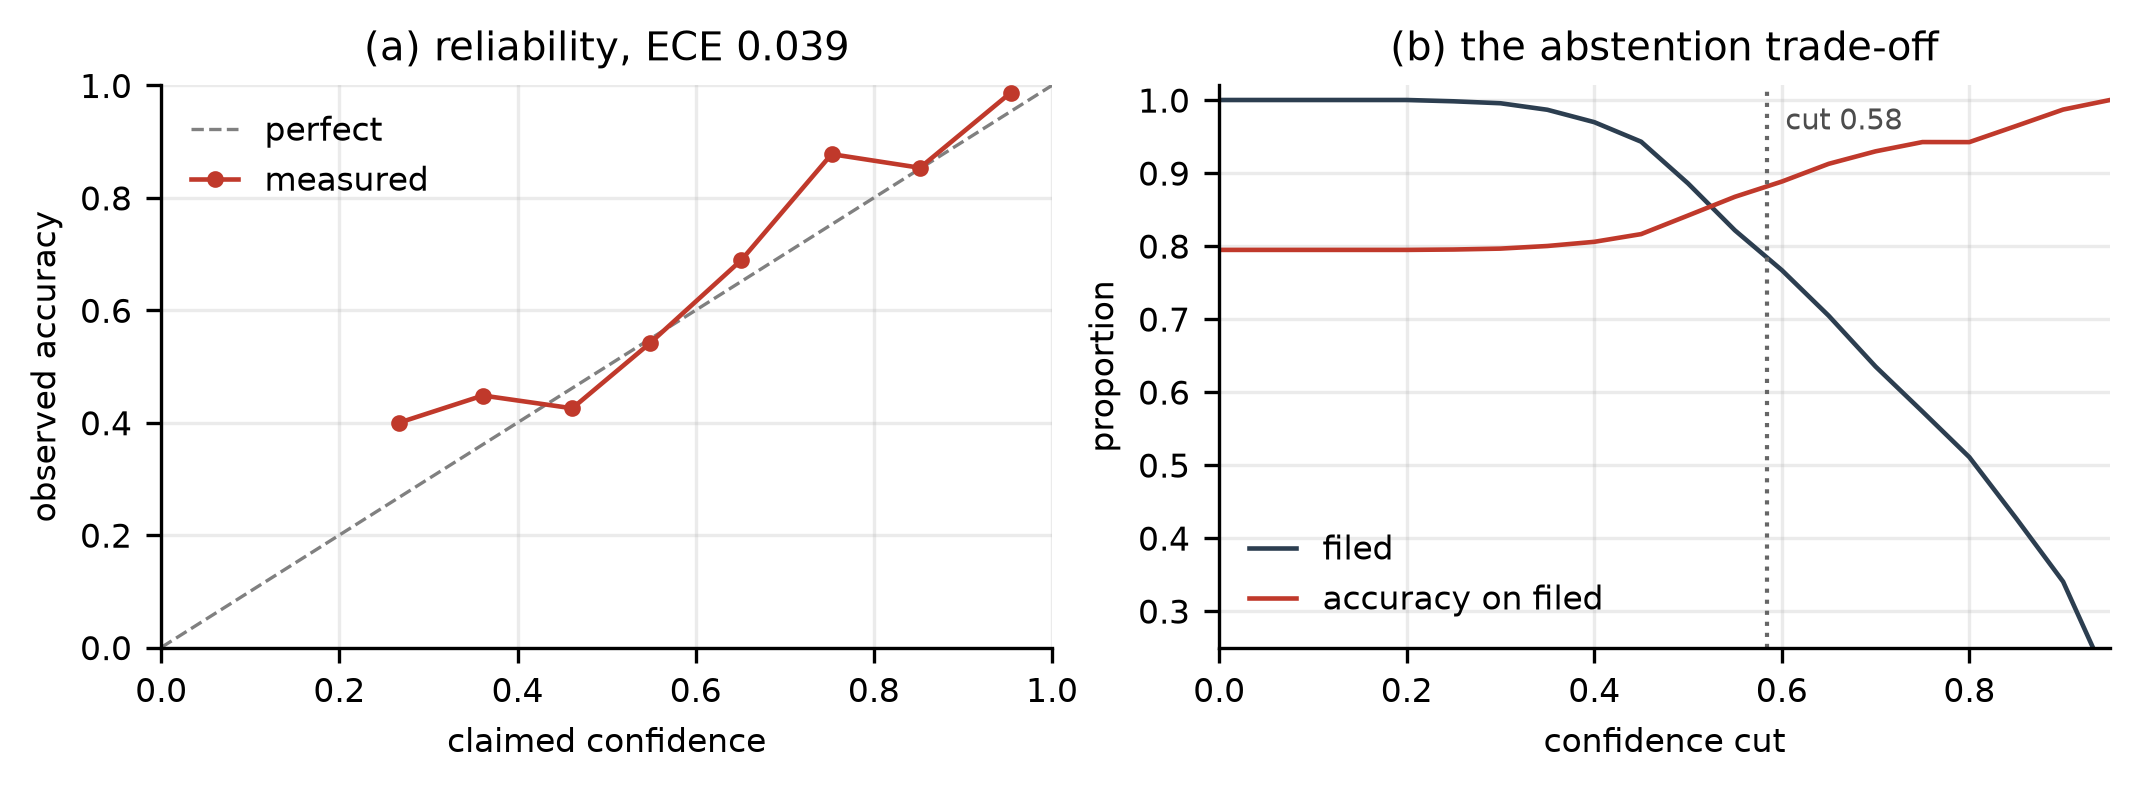 (a) reliability, ECE 0.039
1.0
0.8
0.6
0.4
0.2
0.0
observed accuracy
perfect
measured
0.0 0.2 0.4 0.6 0.8 1.0
claimed confidence
(b) the abstention trade-off
1.0
0.9
0.8
0.7
0.6
0.5
0.4
0.3
proportion
cut 0.58
filed
accuracy on filed
0.0 0.2 0.4 0.6 0.8
confidence cut